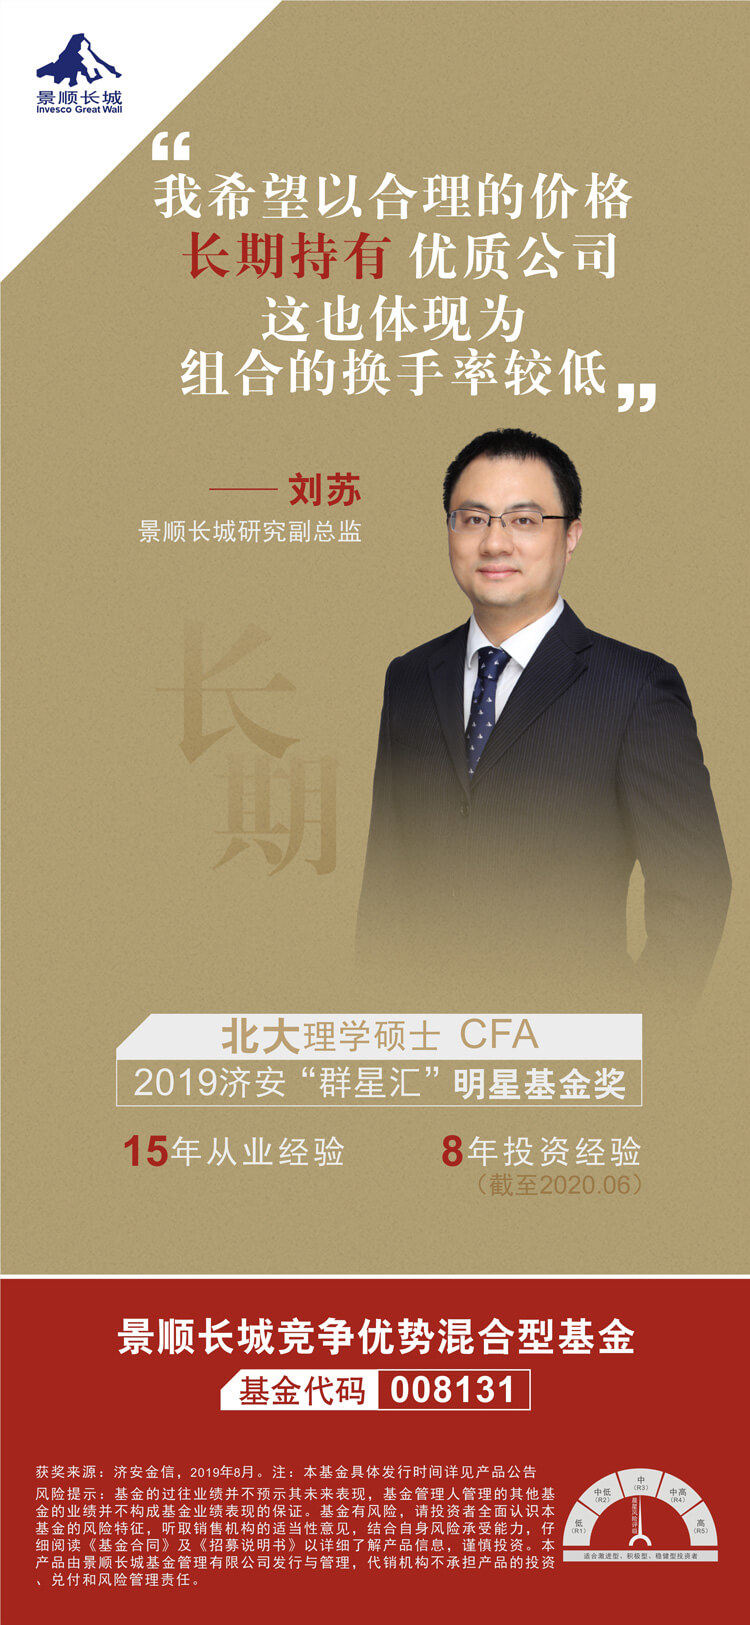 景顺长城
Invesco Great Wall
“
我希望以合理的价格
长期持有 优质公司
这也体现为
组合的换手率较低”
—— 刘苏
景顺长城研究副总监
长
期
北大理学硕士 CFA
2019济安“群星汇”明星基金奖
15年从业经验 8年投资经验
（截至2020.06）
景顺长城竞争优势混合型基金
基金代码 008131
获奖来源：济安金信，2019年8月。注：本基金具体发行时间详见产品公告
风险提示：基金的过往业绩并不预示其未来表现，基金管理人管理的其他基
金的业绩并不构成基金业绩表现的保证。基金有风险，请投资者全面认识本
基金的风险特征，听取销售机构的适当性意见，结合自身风险承受能力，仔
细阅读《基金合同》及《招募说明书》以详细了解产品信息，谨慎投资。本
产品由景顺长城基金管理有限公司发行与管理，代销机构不承担产品的投资
、兑付和风险管理责任。
低
(R1)
中低
(R2)
中
(R3)
中高
(R4)
高
(R5)
适合激进型、积极型、稳健型投资者